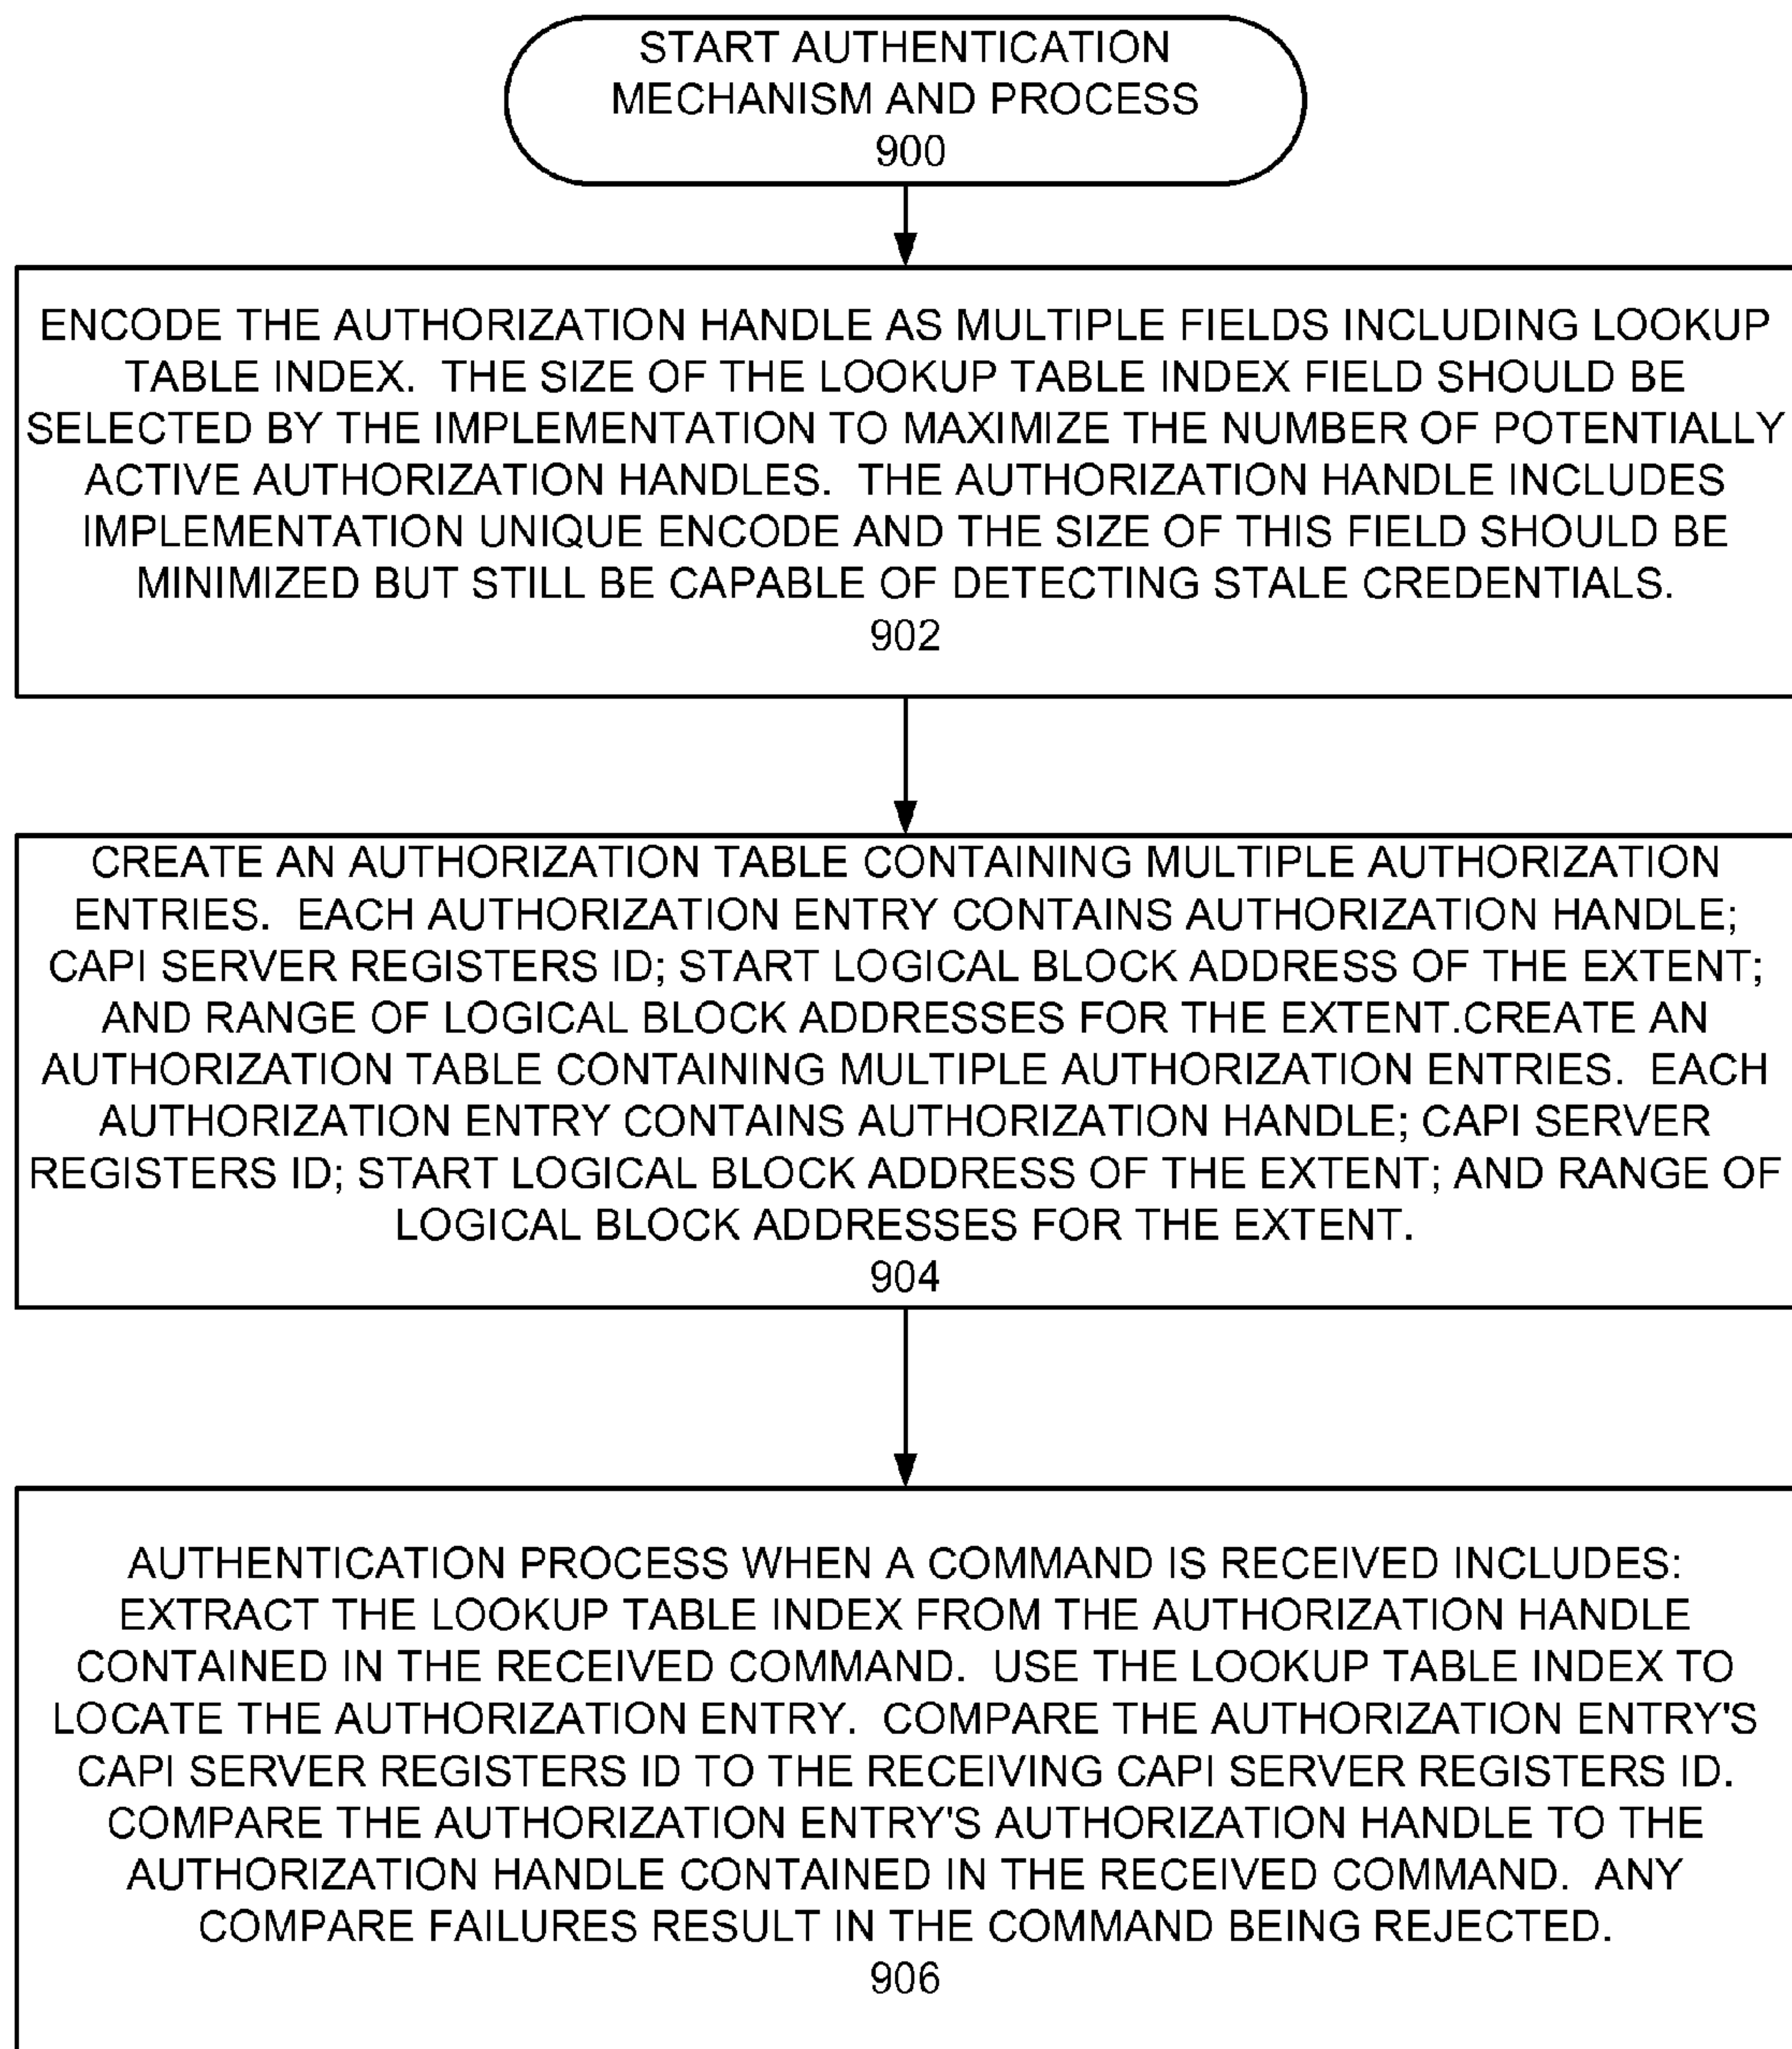 START AUTHENTICATION
MECHANISM AND PROCESS
900
ENCODE THE AUTHORIZATION HANDLE AS MULTIPLE FIELDS INCLUDING LOOKUP
TABLE INDEX. THE SIZE OF THE LOOKUP TABLE INDEX FIELD SHOULD BE
SELECTED BY THE IMPLEMENTATION TO MAXIMIZE THE NUMBER OF POTENTIALLY
ACTIVE AUTHORIZATION HANDLES. THE AUTHORIZATION HANDLE INCLUDES
IMPLEMENTATION UNIQUE ENCODE AND THE SIZE OF THIS FIELD SHOULD BE
MINIMIZED BUT STILL BE CAPABLE OF DETECTING STALE CREDENTIALS.
902
CREATE AN AUTHORIZATION TABLE CONTAINING MULTIPLE AUTHORIZATION
ENTRIES. EACH AUTHORIZATION ENTRY CONTAINS AUTHORIZATION HANDLE;
CAPI SERVER REGISTERS ID; START LOGICAL BLOCK ADDRESS OF THE EXTENT;
AND RANGE OF LOGICAL BLOCK ADDRESSES FOR THE EXTENT.CREATE AN
AUTHORIZATION TABLE CONTAINING MULTIPLE AUTHORIZATION ENTRIES. EACH
AUTHORIZATION ENTRY CONTAINS AUTHORIZATION HANDLE; CAPI SERVER
REGISTERS ID; START LOGICAL BLOCK ADDRESS OF THE EXTENT; AND RANGE OF
LOGICAL BLOCK ADDRESSES FOR THE EXTENT.
904
AUTHENTICATION PROCESS WHEN A COMMAND IS RECEIVED INCLUDES:
EXTRACT THE LOOKUP TABLE INDEX FROM THE AUTHORIZATION HANDLE
CONTAINED IN THE RECEIVED COMMAND. USE THE LOOKUP TABLE INDEX TO
LOCATE THE AUTHORIZATION ENTRY. COMPARE THE AUTHORIZATION ENTRY'S
CAPI SERVER REGISTERS ID TO THE RECEIVING CAPI SERVER REGISTERS ID.
COMPARE THE AUTHORIZATION ENTRY'S AUTHORIZATION HANDLE TO THE
AUTHORIZATION HANDLE CONTAINED IN THE RECEIVED COMMAND. ANY
COMPARE FAILURES RESULT IN THE COMMAND BEING REJECTED.
906